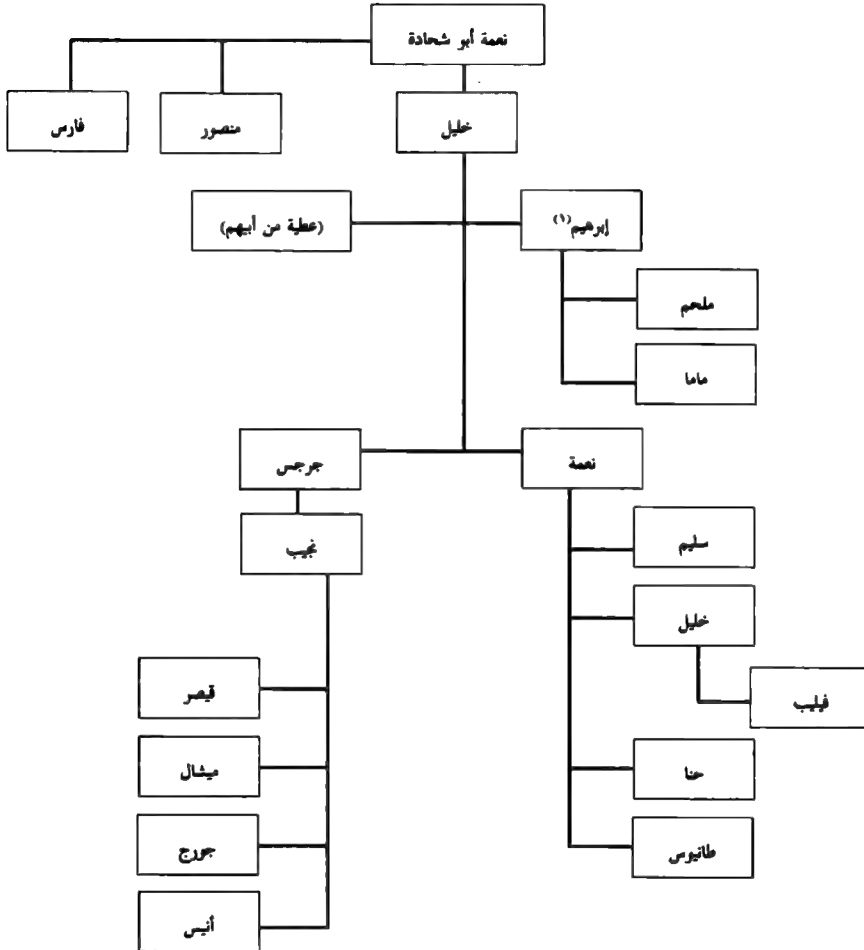 نعمة أبو شحادة
خليل
منصور
فارس
إبرهيم(١)
(عطية من أبيهم)
ملحم
ماما
نعمة
جرجس
نجيب
سليم
خليل
فيليب
حنا
طانيوس
قيصر
ميشال
جورج
أنيس